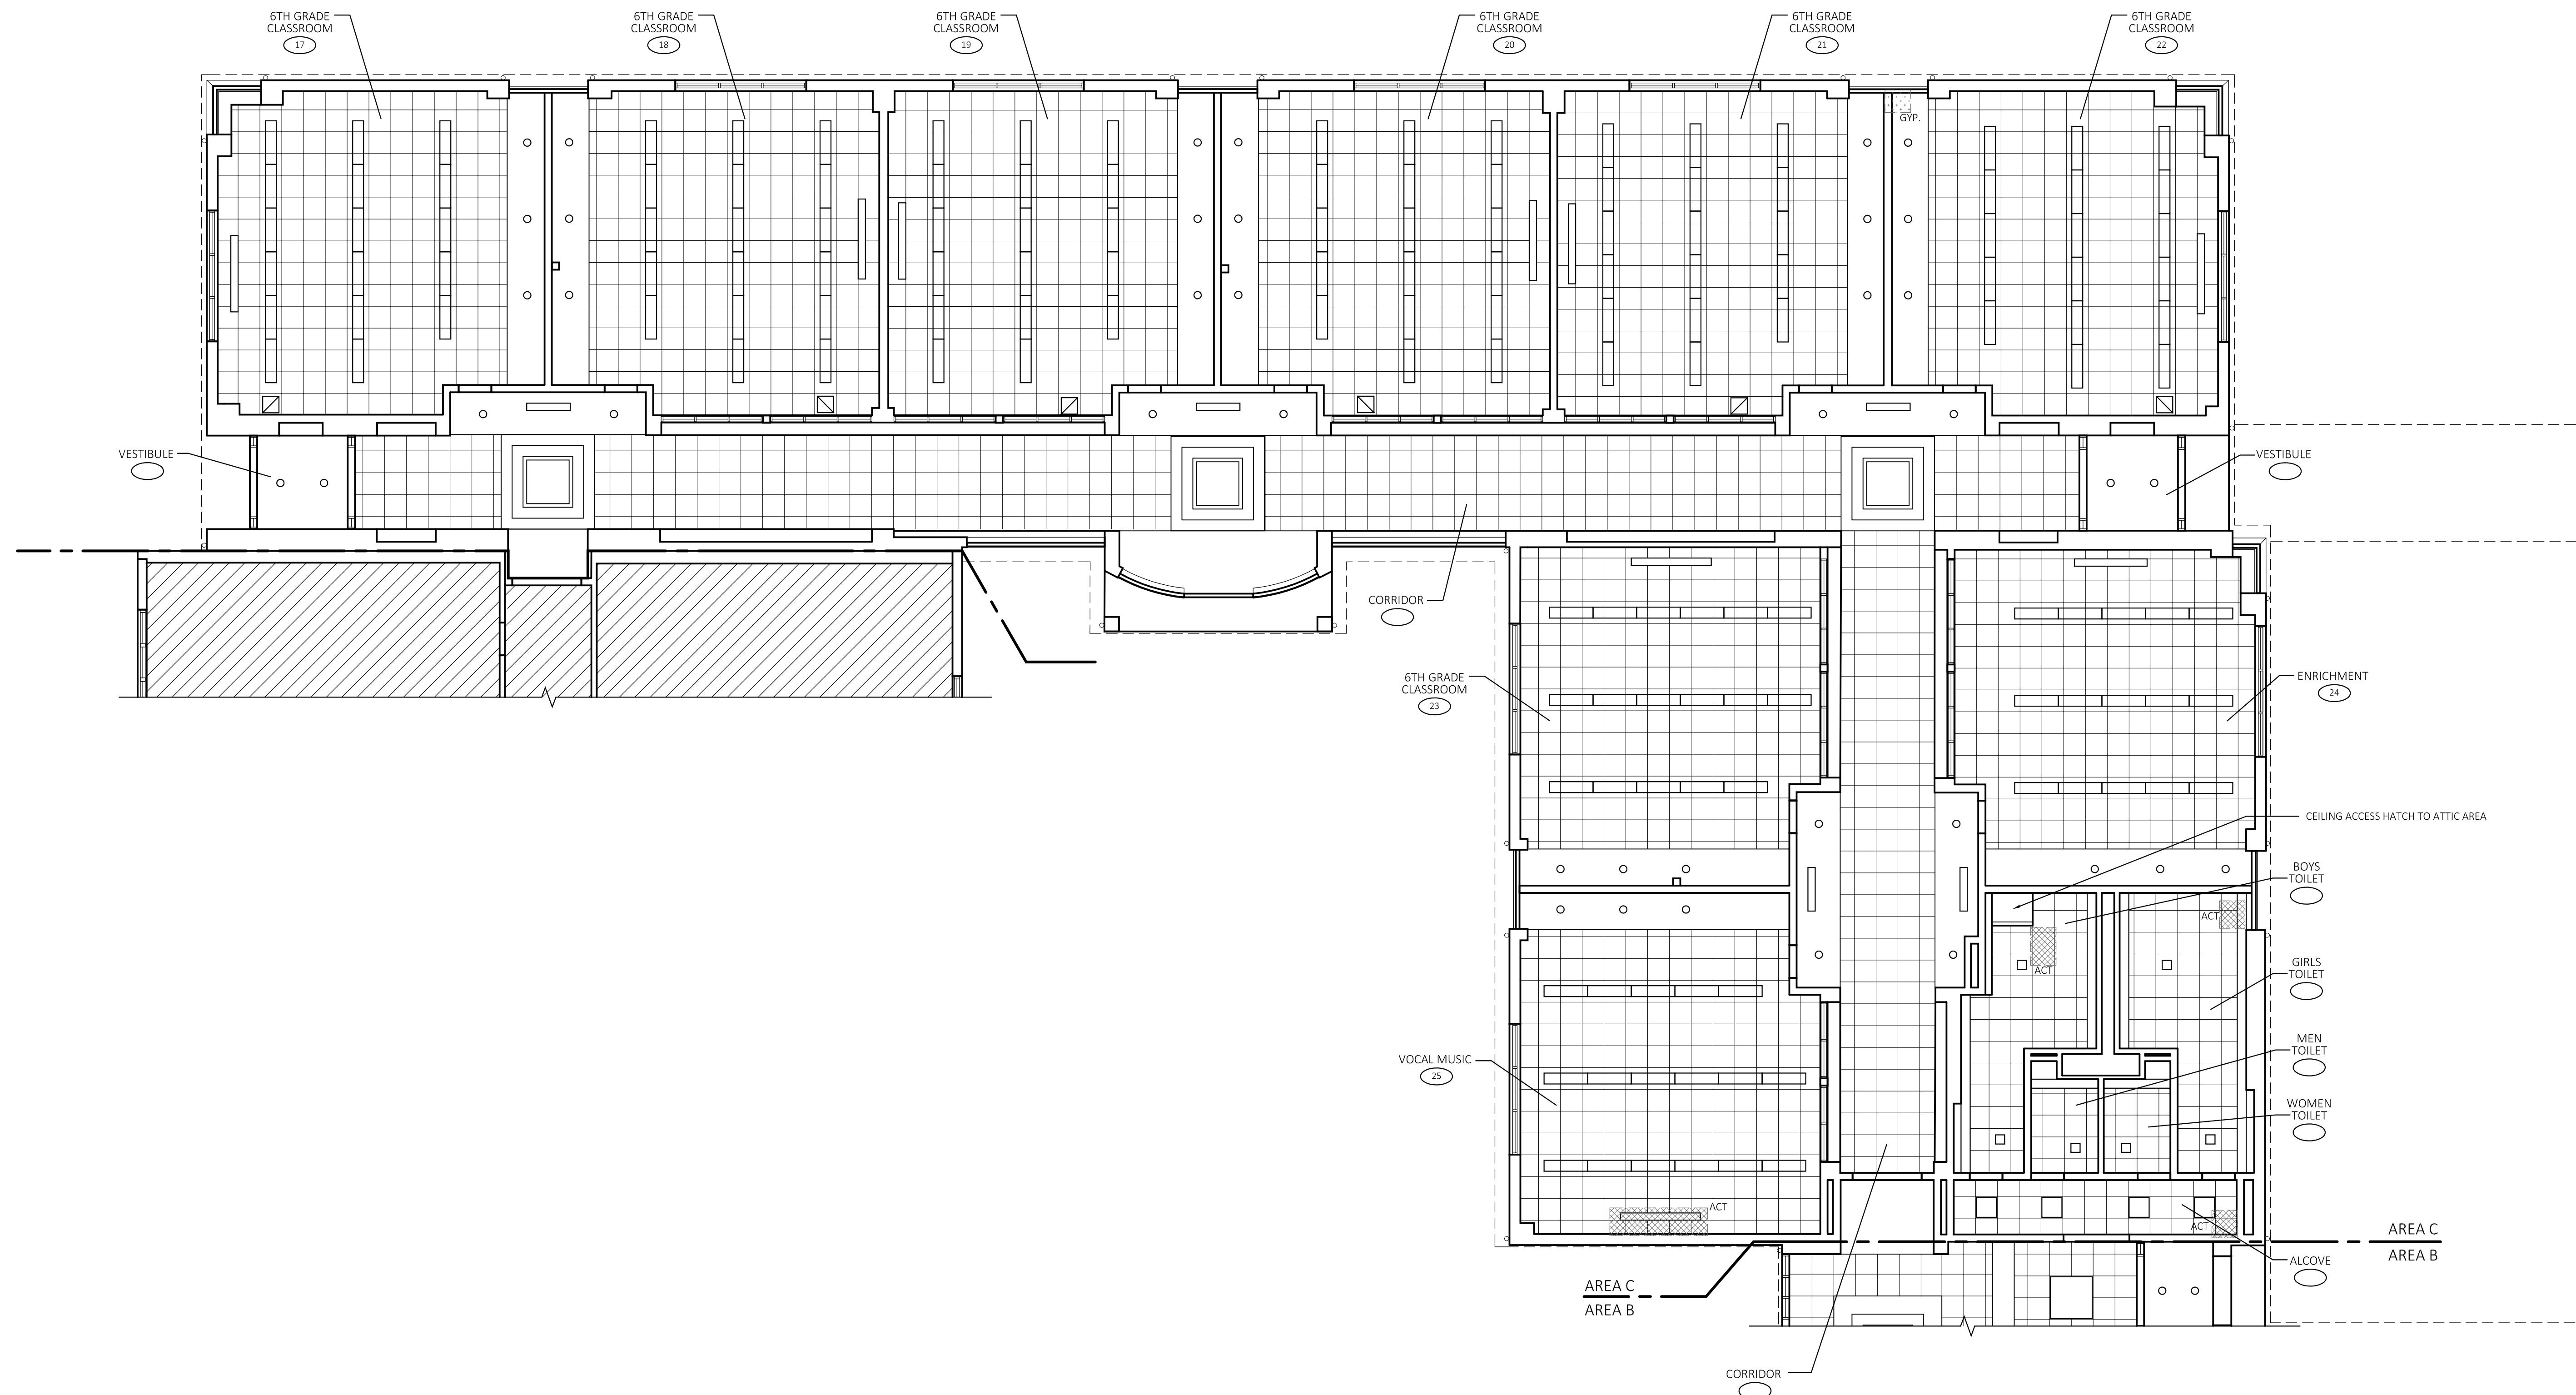 6TH GRADE
CLASSROOM
17
6TH GRADE
CLASSROOM
18
6TH GRADE
CLASSROOM
19
6TH GRADE
CLASSROOM
20
6TH GRADE
CLASSROOM
21
6TH GRADE
CLASSROOM
22
GYP.
VESTIBULE
VESTIBULE
CORRIDOR
6TH GRADE
CLASSROOM
23
ENRICHMENT
24
CEILING ACCESS HATCH TO ATTIC AREA
BOYS
TOILET
ACT
ACT
GIRLS
TOILET
MEN
TOILET
VOCAL MUSIC
25
WOMEN
TOILET
ACT
ACT
AREA C
AREA B
ALCOVE
AREA C
AREA B
CORRIDOR